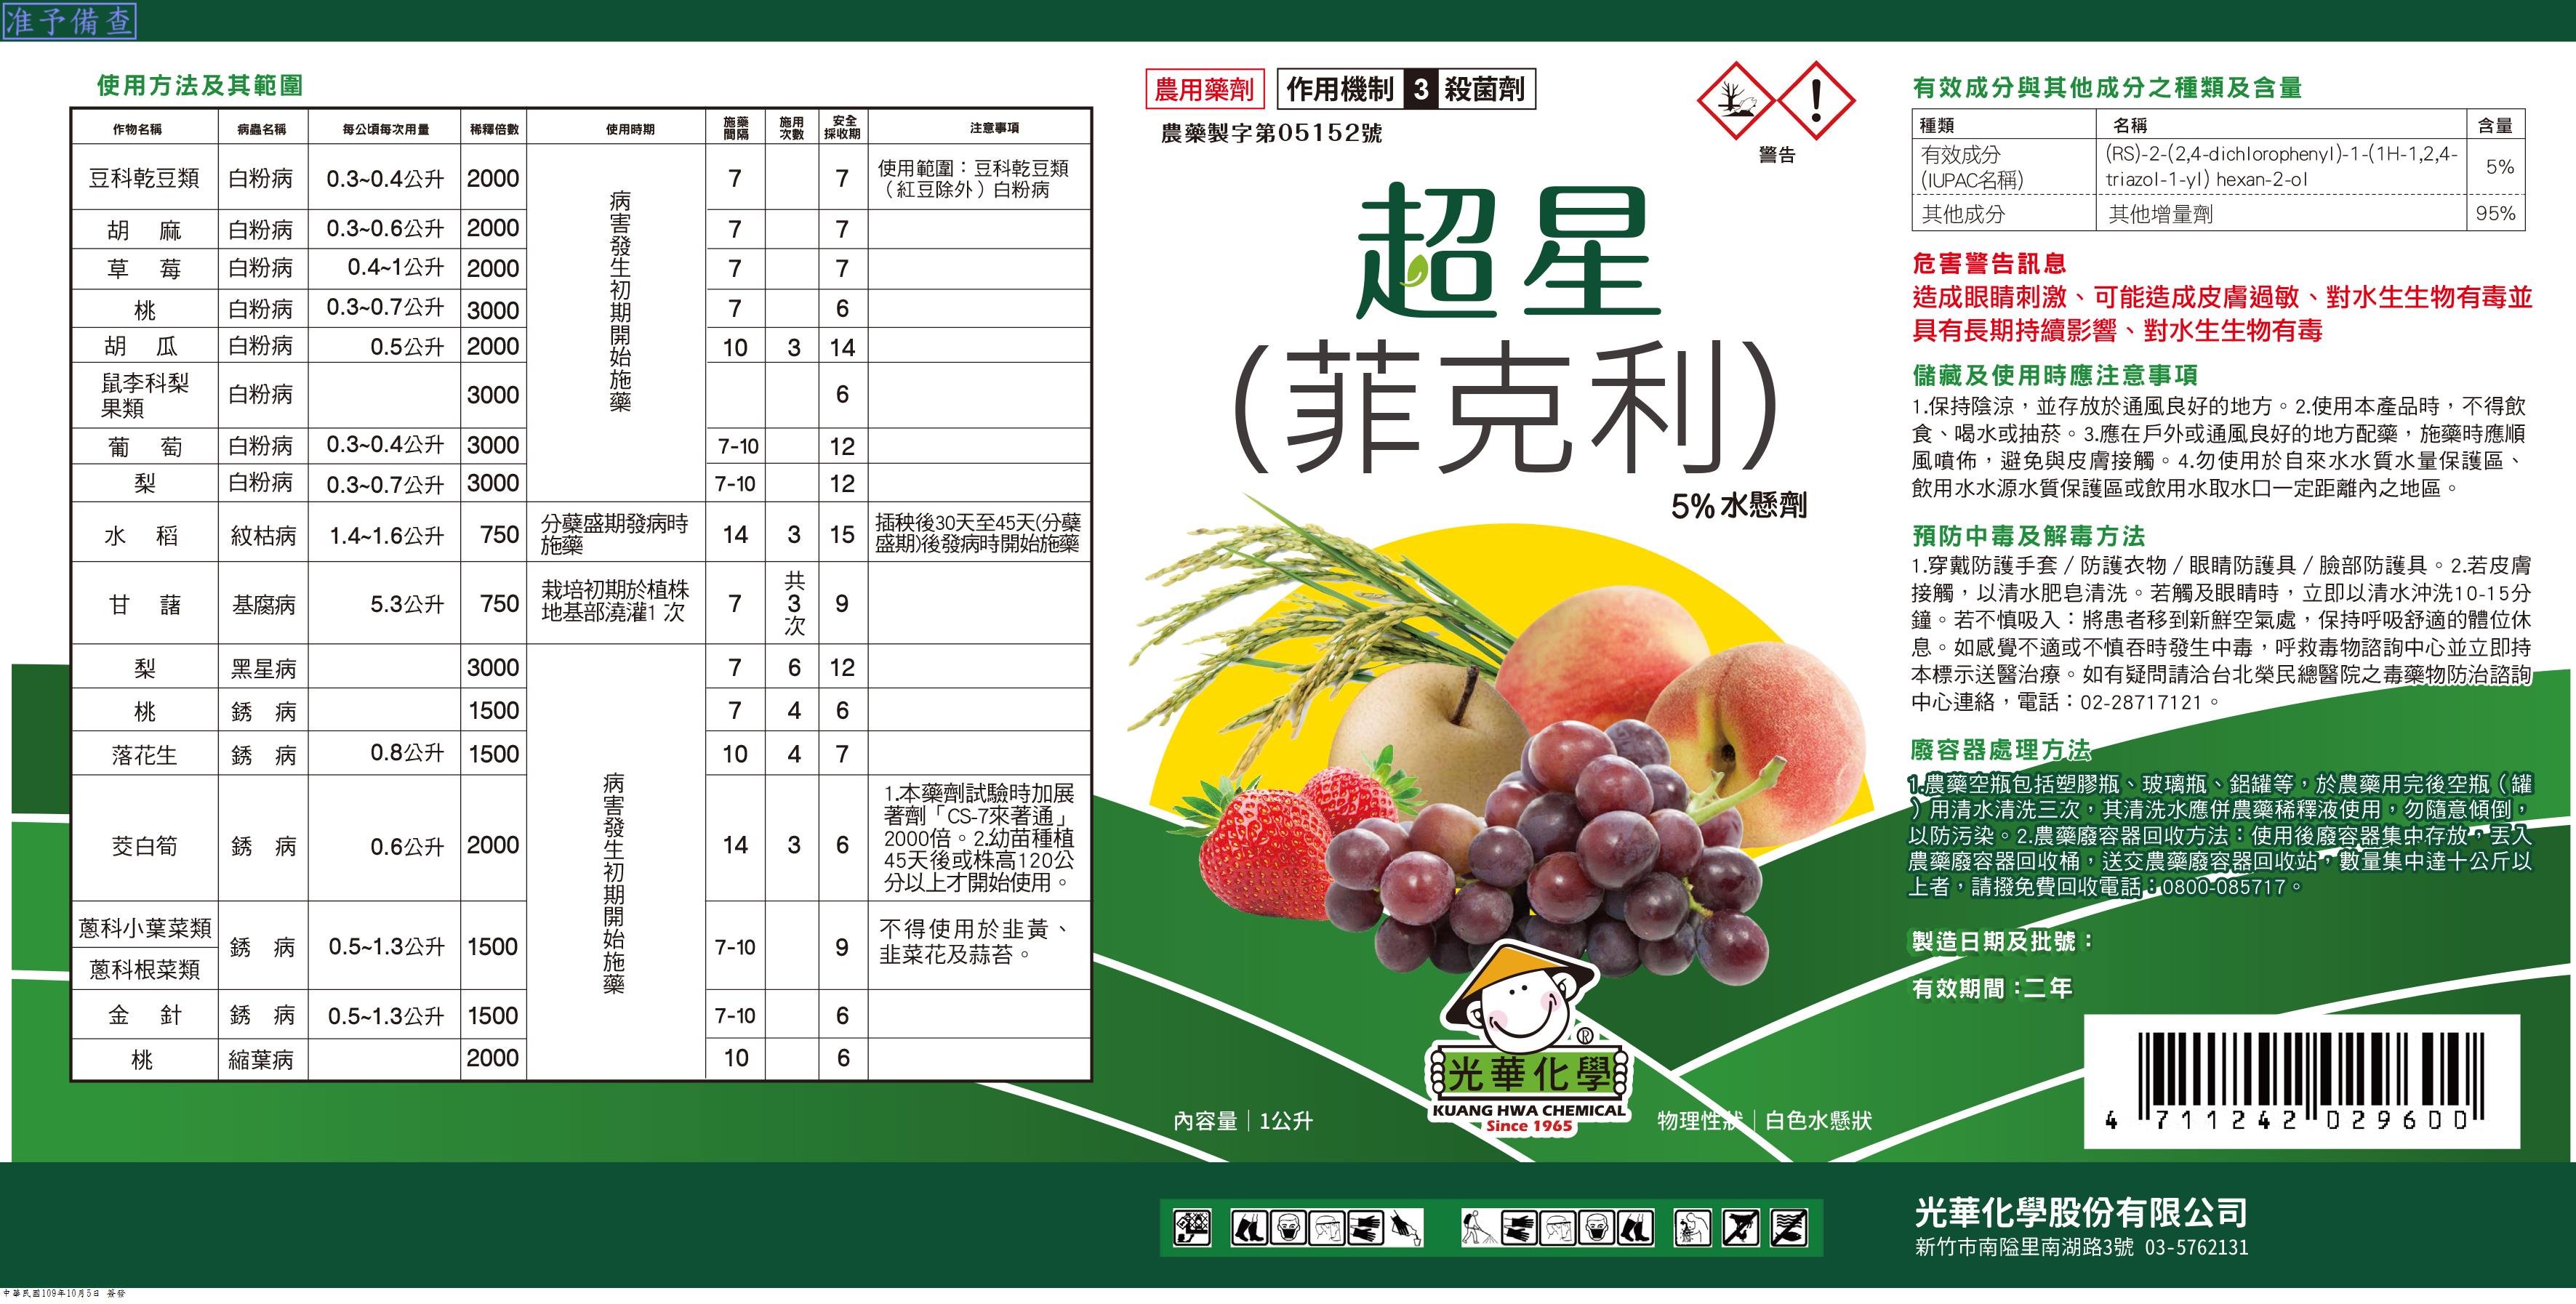 准予備查
使用方法及其範圍
作物名稱 病蟲名稱 每公頃每次用量 稀釋倍數 使用時期 施藥間隔 施用次數 安全採收期 注意事項
豆科乾豆類 白粉病 0.3~0.4公升 2000 病害發生初期開始施藥 7 7 使用範圍：豆科乾豆類
（紅豆除外）白粉病
胡 麻 白粉病 0.3~0.6公升 2000 7 7
草 莓 白粉病 0.4~1公升 2000 7 7
桃 白粉病 0.3~0.7公升 3000 7 6
胡 瓜 白粉病 0.5公升 2000 10 3 14
鼠李科梨
果類 白粉病 3000 6
葡 萄 白粉病 0.3~0.4公升 3000 7-10 12
梨 白粉病 0.3~0.7公升 3000 7-10 12
水 稻 紋枯病 1.4~1.6公升 750 分蘗盛期發病時
施藥 14 3 15 插秧後30天至45天(分蘗
盛期)後發病時開始施藥
甘 藷 基腐病 5.3公升 750 栽培初期於植株
地基部澆灌1 次 7 共3次 9
梨 黑星病 3000 病害發生初期開始施藥 7 6 12
桃 銹 病 1500 7 4 6
落花生 銹 病 0.8公升 1500 10 4 7
茭白筍 銹 病 0.6公升 2000 14 3 6 1.本藥劑試驗時加展
著劑「CS-7來著通」
2000倍。2.幼苗種植
45天後或株高120公
分以上才開始使用。
蔥科小葉菜類
蔥科根菜類 銹 病 0.5~1.3公升 1500 7-10 9 不得使用於韭黃、
韭菜花及蒜苔。
金 針 銹 病 0.5~1.3公升 1500 7-10 6
桃 縮葉病 2000 10 6
農用藥劑 作用機制 3 殺菌劑
農藥製字第05152號
警告
超星
(菲克利)
5%水懸劑
®
光華化學
KUANG HWA CHEMICAL
Since 1965
內容量｜1公升
物理性狀｜白色水懸狀
有效成分與其他成分之種類及含量
種類 名稱 含量
有效成分
(IUPAC名稱) (RS)-2-(2,4-dichlorophenyl)-1-(1H-1,2,4-
triazol-1-yl) hexan-2-ol 5%
其他成分 其他增量劑 95%
危害警告訊息
造成眼睛刺激、可能造成皮膚過敏、對水生生物有毒並
具有長期持續影響、對水生生物有毒
儲藏及使用時應注意事項
1.保持陰涼，並存放於通風良好的地方。2.使用本產品時，不得飲
食、喝水或抽菸。3.應在戶外或通風良好的地方配藥，施藥時應順
風噴佈，避免與皮膚接觸。4.勿使用於自來水水質水量保護區、
飲用水水源水質保護區或飲用水取水口一定距離內之地區。
預防中毒及解毒方法
1.穿戴防護手套／防護衣物／眼睛防護具／臉部防護具。2.若皮膚
接觸，以清水肥皂清洗。若觸及眼睛時，立即以清水沖洗10-15分
鐘。若不慎吸入：將患者移到新鮮空氣處，保持呼吸舒適的體位休
息。如感覺不適或不慎吞時發生中毒，呼救毒物諮詢中心並立即持
本標示送醫治療。如有疑問請洽台北榮民總醫院之毒藥物防治諮詢
中心連絡，電話：02-28717121。
廢容器處理方法
1.農藥空瓶包括塑膠瓶、玻璃瓶、鋁罐等，於農藥用完後空瓶（罐
）用清水清洗三次，其清洗水應併農藥稀釋液使用，勿隨意傾倒，
以防污染。2.農藥廢容器回收方法：使用後廢容器集中存放，丟入
農藥廢容器回收桶，送交農藥廢容器回收站，數量集中達十公斤以
上者，請撥免費回收電話：0800-085717。
製造日期及批號：
有效期間：二年
4 711242 029600
光華化學股份有限公司
新竹市南隘里南湖路3號 03-5762131
中華民國109年10月5日 簽發